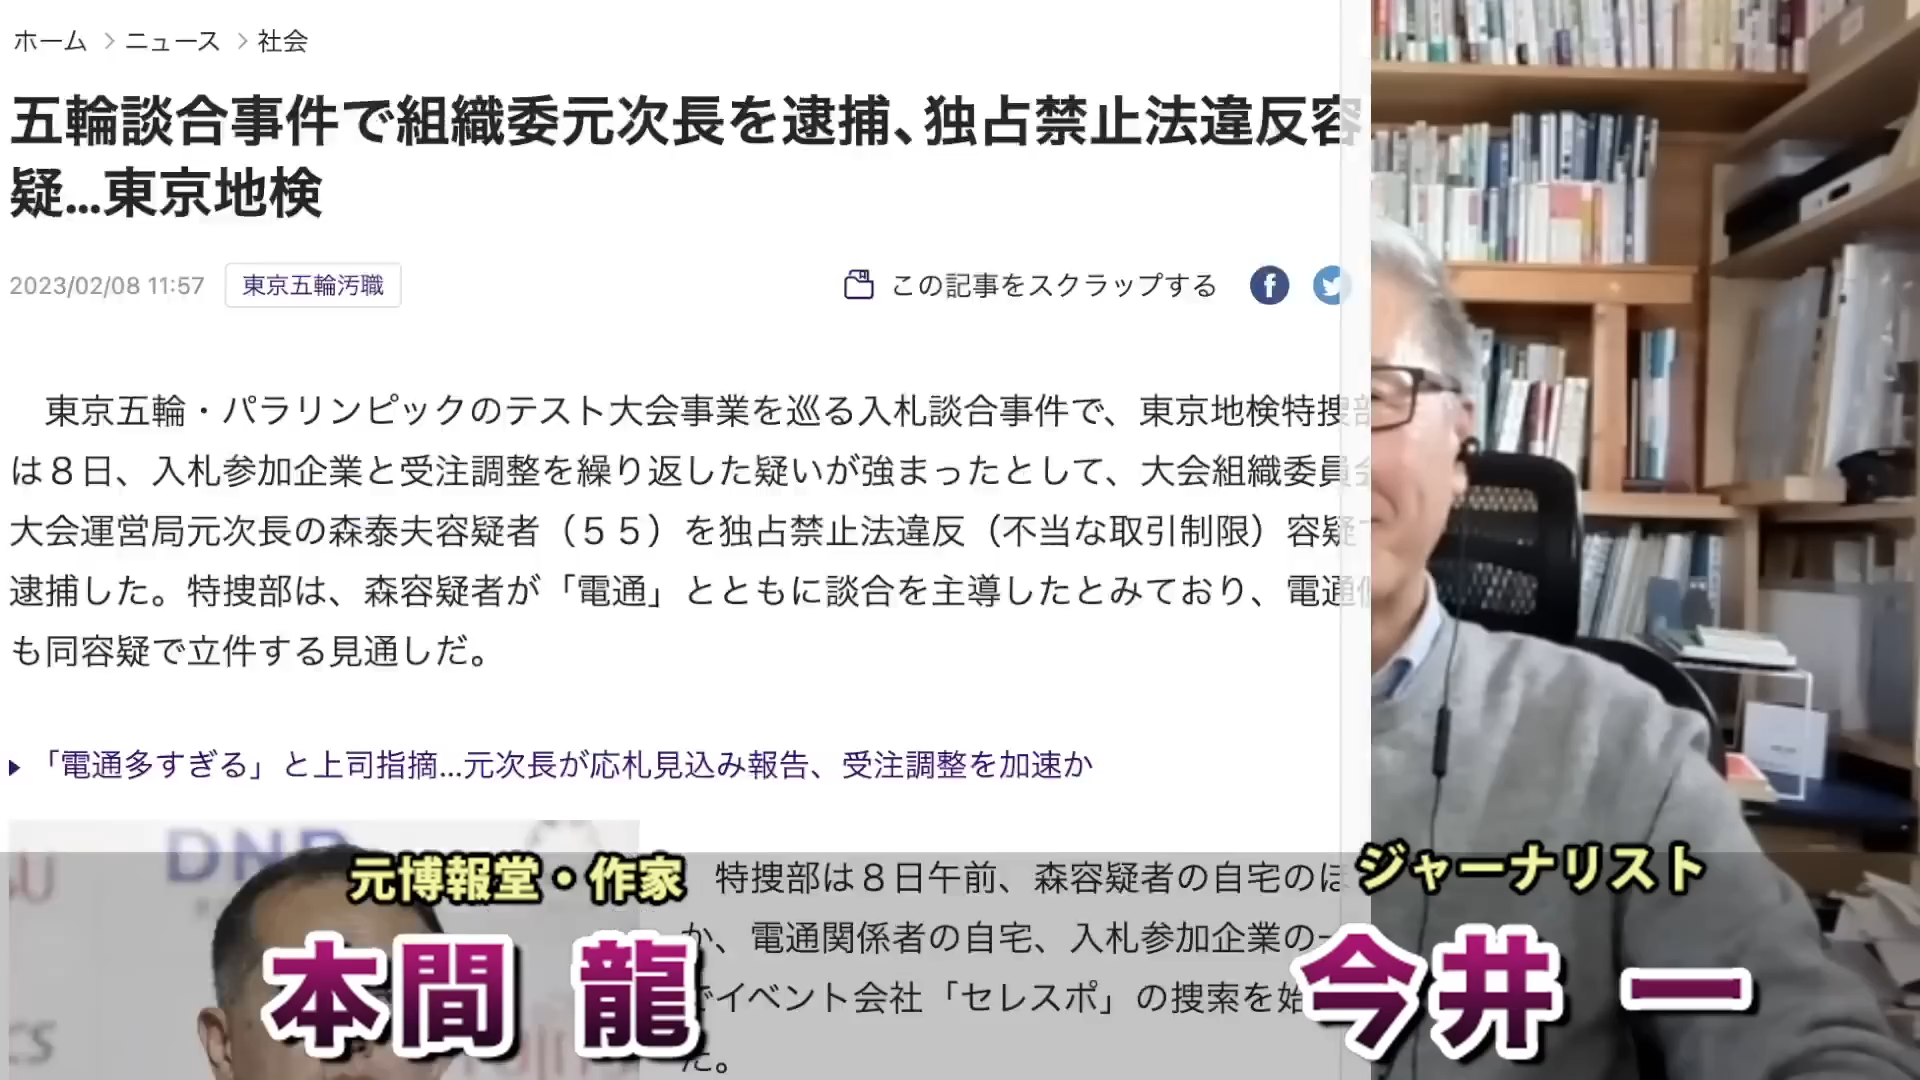 ホーム > ニュース > 社会
五輪談合事件で組織委元次長を逮捕、独占禁止法違反容
疑…東京地検
2023/02/08 11:57
東京五輪汚職
この記事をスクラップする
東京五輪・パラリンピックのテスト大会事業を巡る入札談合事件で、東京地検特捜部
は８日、入札参加企業と受注調整を繰り返した疑いが強まったとして、大会組織委員会
大会運営局元次長の森泰夫容疑者（５５）を独占禁止法違反（不当な取引制限）容疑で
逮捕した。特捜部は、森容疑者が「電通」とともに談合を主導したとみており、電通側
も同容疑で立件する見通しだ。
「電通多すぎる」と上司指摘…元次長が応札見込み報告、受注調整を加速か
DNP
特捜部は８日午前、森容疑者の自宅のほ
か、電通関係者の自宅、入札参加企業の一
でイベント会社「セレスポ」の捜索を始
た。
元博報堂・作家
本間 龍
ジャーナリスト
今井 一